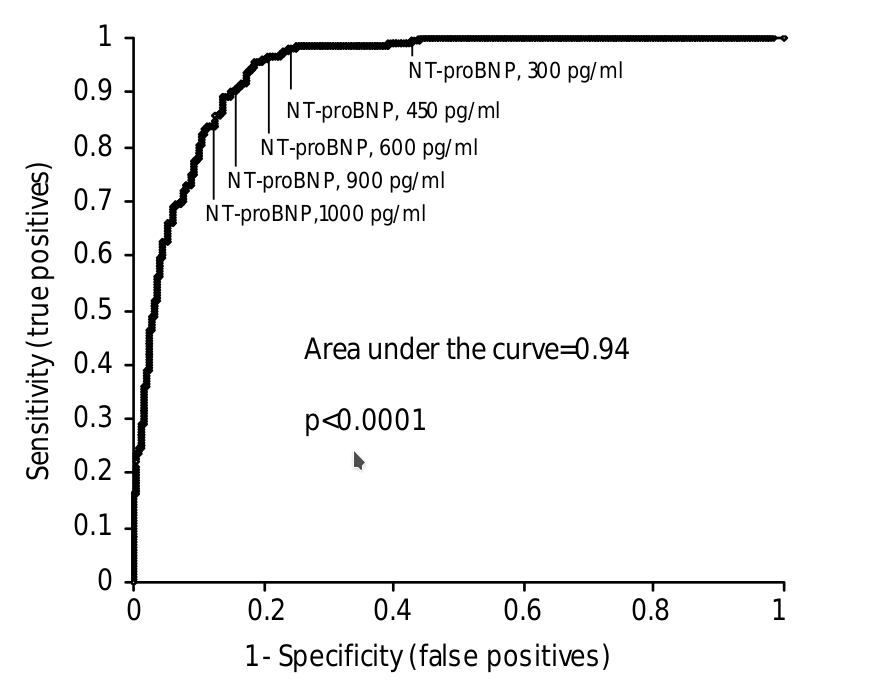 1
0.9
0.8
0.7
0.6
0.5
0.4
0.3
0.2
0.1
0
Sensitivity (true positives)
NT-proBNP, 300 pg/ml
NT-proBNP, 450 pg/ml
NT-proBNP, 600 pg/ml
NT-proBNP, 900 pg/ml
NT-proBNP,1000 pg/ml
Area under the curve=0.94
p<0.0001
0 0.2 0.4 0.6 0.8 1
1- Specificity (false positives)